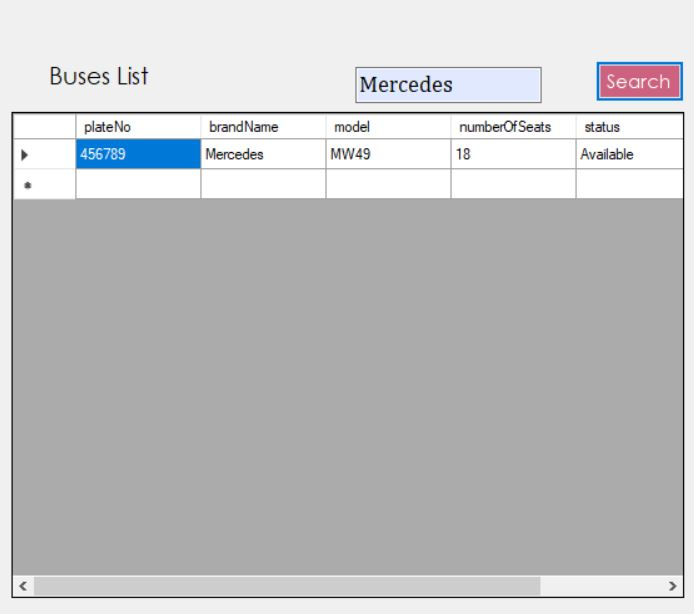 Buses List Mercedes Search
plateNo brandName model numberOfSeats status
456789 Mercedes MW49 18 Available